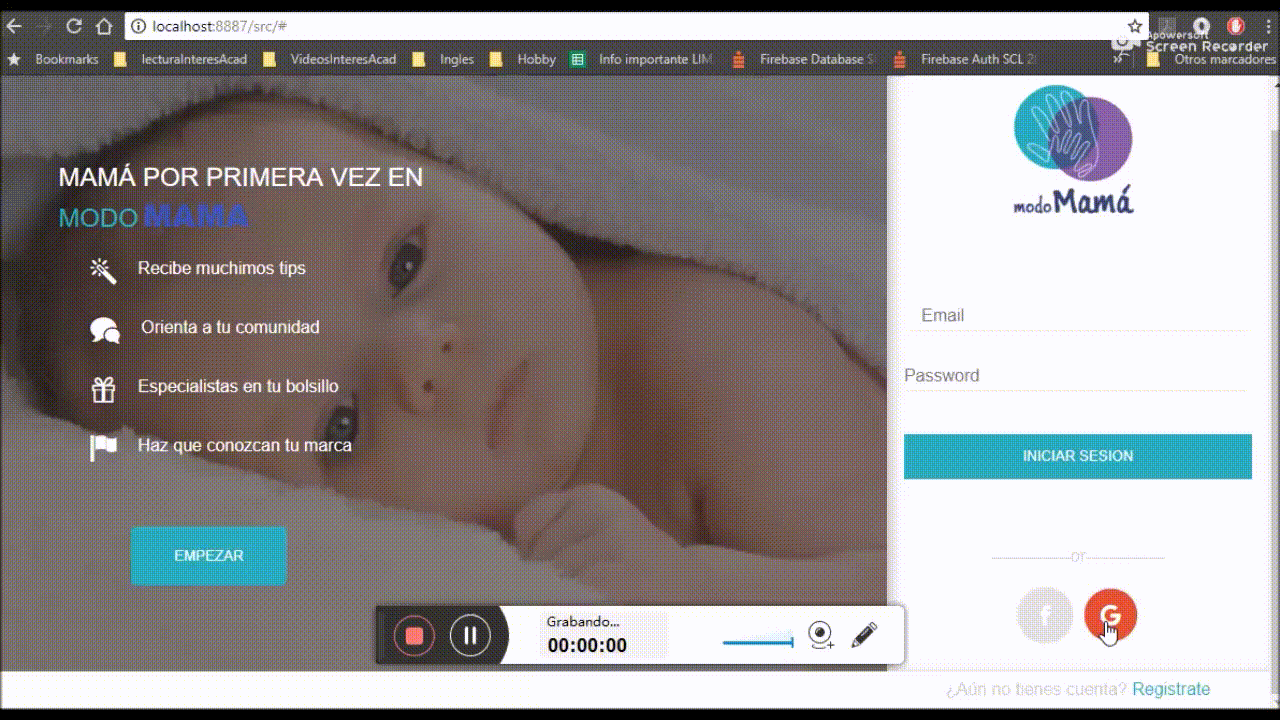 localhost:8887/src/#
Apowersoft
Screen Recorder
Bookmarks lecturaInteresAcad VideosInteresAcad Ingles Hobby Info importante LIM Firebase Database S Firebase Auth SCL 2 Otros marcadores
MAMÁ POR PRIMERA VEZ EN
MODO MAMA
Recibe muchimos tips
Orienta a tu comunidad
Especialistas en tu bolsillo
Haz que conozcan tu marca
EMPEZAR
modoMamá
Email
Password
INICIAR SESION
or
f G
Grabando...
00:00:00
¿Aún no tienes cuenta? Registrate